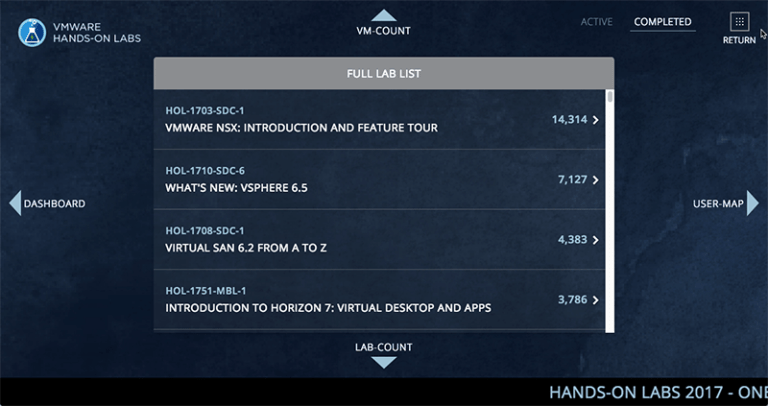 VMWARE
HANDS-ON LABS
VM-COUNT
ACTIVE
COMPLETED
RETURN
FULL LAB LIST
HOL-1703-SDC-1
VMWARE NSX: INTRODUCTION AND FEATURE TOUR
14,314
HOL-1710-SDC-6
WHAT'S NEW: VSPHERE 6.5
7,127
HOL-1708-SDC-1
VIRTUAL SAN 6.2 FROM A TO Z
4,383
HOL-1751-MBL-1
INTRODUCTION TO HORIZON 7: VIRTUAL DESKTOP AND APPS
3,786
DASHBOARD
USER-MAP
LAB-COUNT
HANDS-ON LABS 2017 - ONE